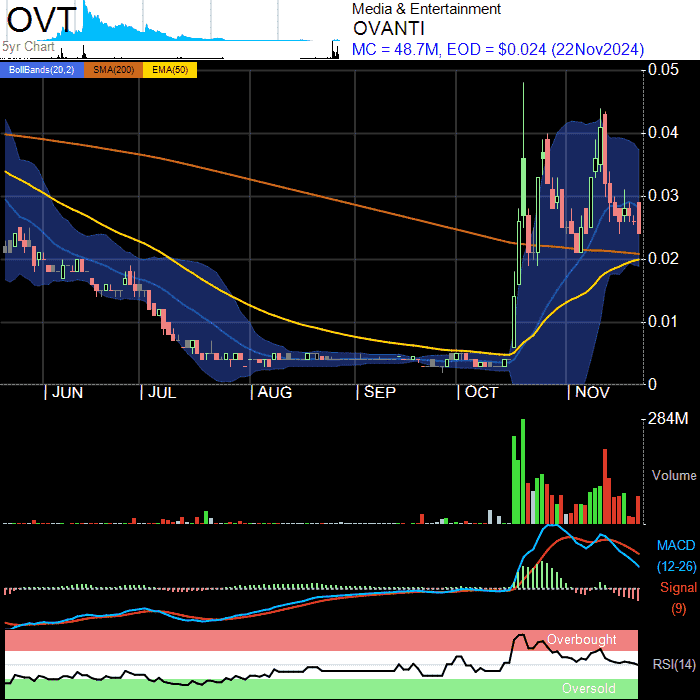 OVT
5yr Chart
Media & Entertainment
OVANTI
MC = 48.7M, EOD = $0.024 (22Nov2024)
BollBands(20,2) SMA(200) EMA(50)
0.05
0.04
0.03
0.02
0.01
0
JUN JUL AUG SEP OCT NOV
284M
Volume
MACD
(12-26)
Signal
(9)
Overbought
RSI(14)
Oversold